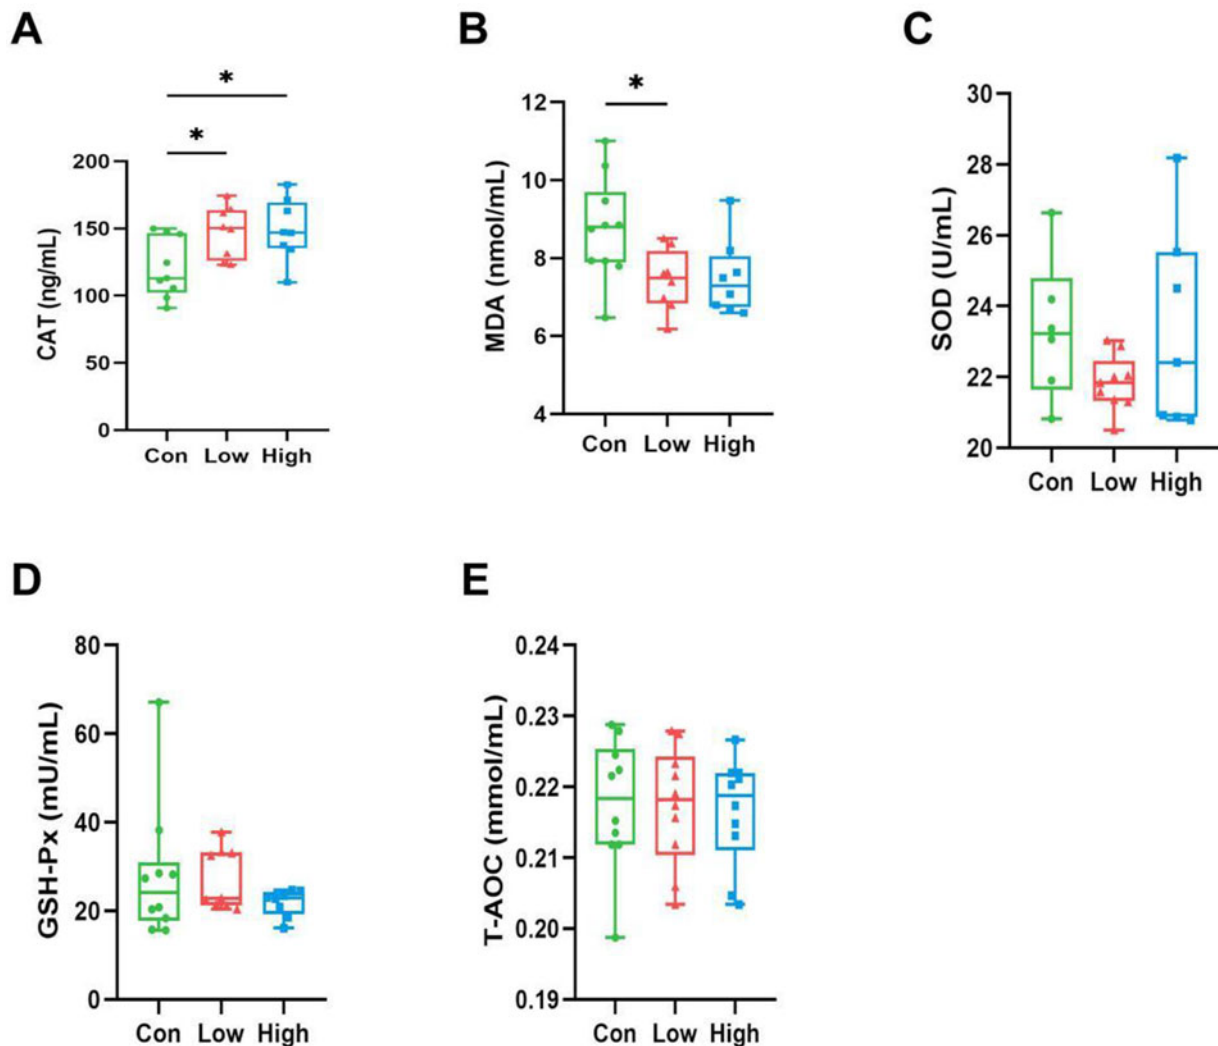 A
B
C
*
*
CAT (ng/mL)
200
150
100
50
0
Con Low High
*
MDA (nmol/mL)
12
10
8
6
4
Con Low High
SOD (U/mL)
30
28
26
24
22
20
Con Low High
D
E
GSH-Px (mU/mL)
80
60
40
20
0
Con Low High
T-AOC (mmol/mL)
0.24
0.23
0.22
0.21
0.20
0.19
Con Low High